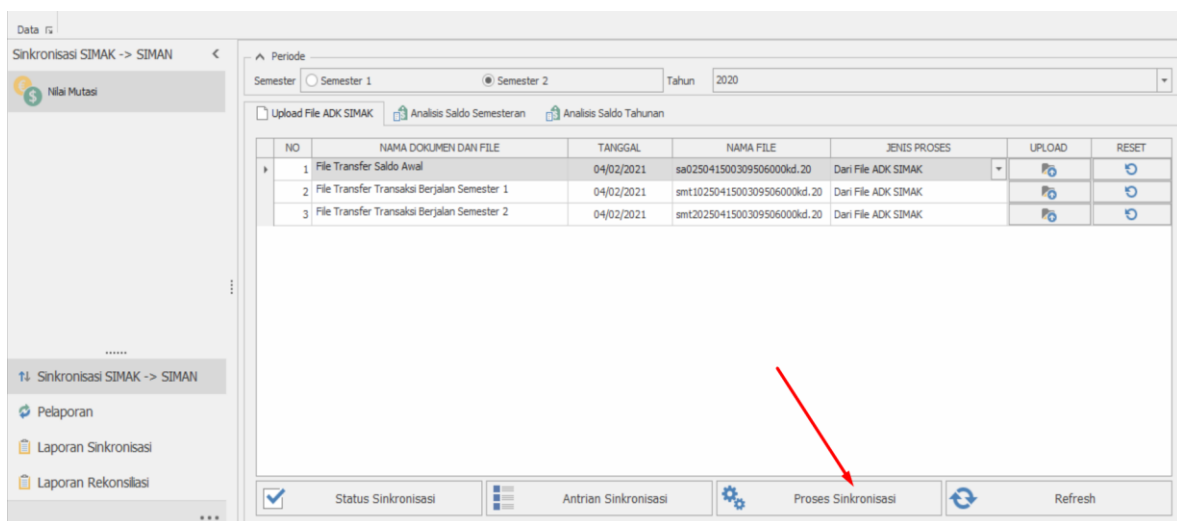 Data
Sinkronisasi SIMAK -> SIMAN
Nilai Mutasi
Periode
Semester Semester 1 Semester 2 Tahun 2020
Upload File ADK SIMAK Analisis Saldo Semesteran Analisis Saldo Tahunan
NO NAMA DOKUMEN DAN FILE TANGGAL NAMA FILE JENIS PROSES UPLOAD RESET
1 File Transfer Saldo Awal 04/02/2021 sa025041500309506000kd.20 Dari File ADK SIMAK
2 File Transfer Transaksi Berjalan Semester 1 04/02/2021 smt1025041500309506000kd.20 Dari File ADK SIMAK
3 File Transfer Transaksi Berjalan Semester 2 04/02/2021 smt2025041500309506000kd.20 Dari File ADK SIMAK
Sinkronisasi SIMAK -> SIMAN
Pelaporan
Laporan Sinkronisasi
Laporan Rekonsiliasi
Status Sinkronisasi Antrian Sinkronisasi Proses Sinkronisasi Refresh